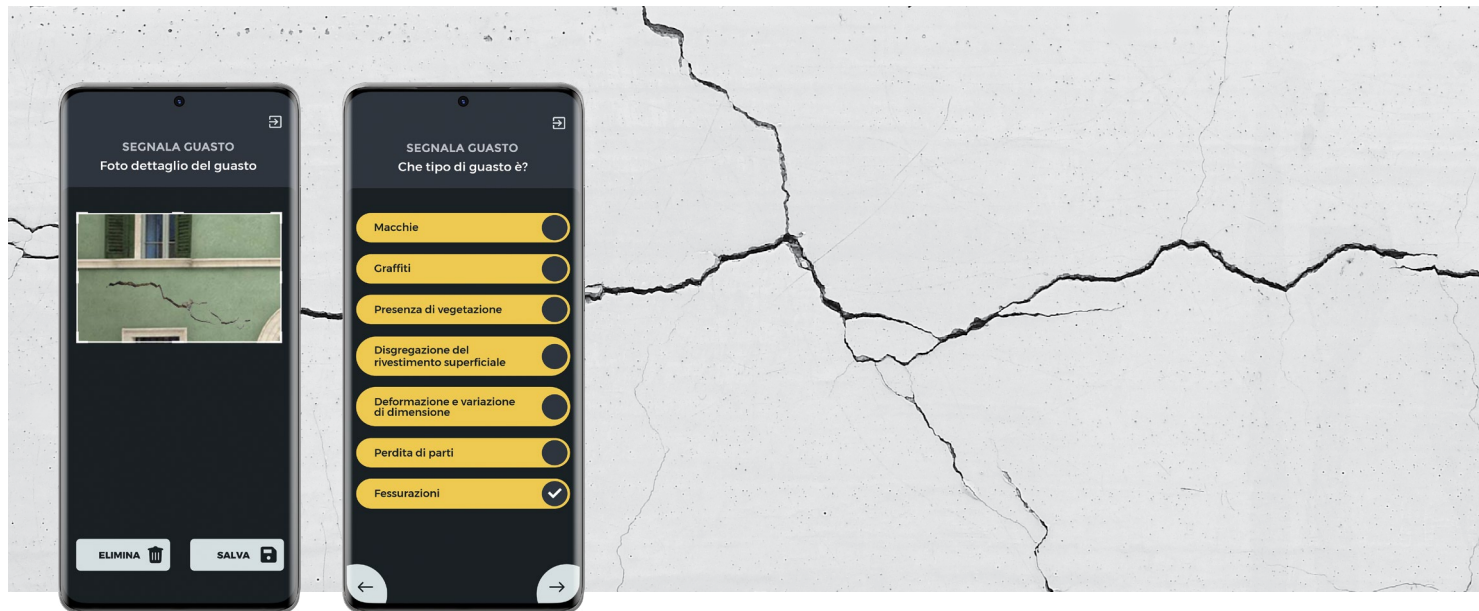 SEGNALA GUASTO
Foto dettaglio del guasto
ELIMINA
SALVA
SEGNALA GUASTO
Che tipo di guasto è?
Macchie
Graffiti
Presenza di vegetazione
Disgregazione del
rivestimento superficiale
Deformazione e variazione
di dimensione
Perdita di parti
Fessurazioni